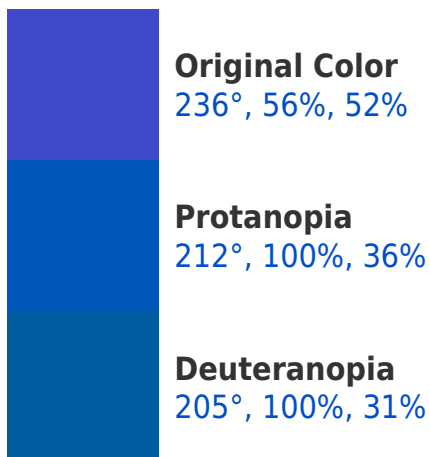 Original Color
236°, 56%, 52%
Protanopia
212°, 100%, 36%
Deuteranopia
205°, 100%, 31%